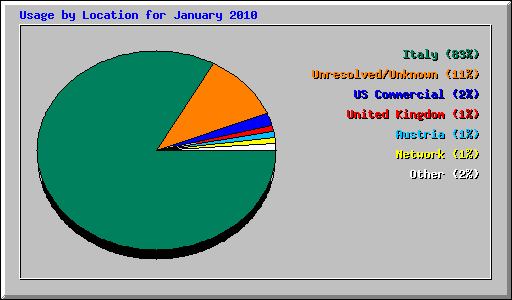 Usage by Location for January 2010
Italy (83%)
Unresolved/Unknown (11%)
US Commercial (2%)
United Kingdom (1%)
Austria (1%)
Network (1%)
Other (2%)